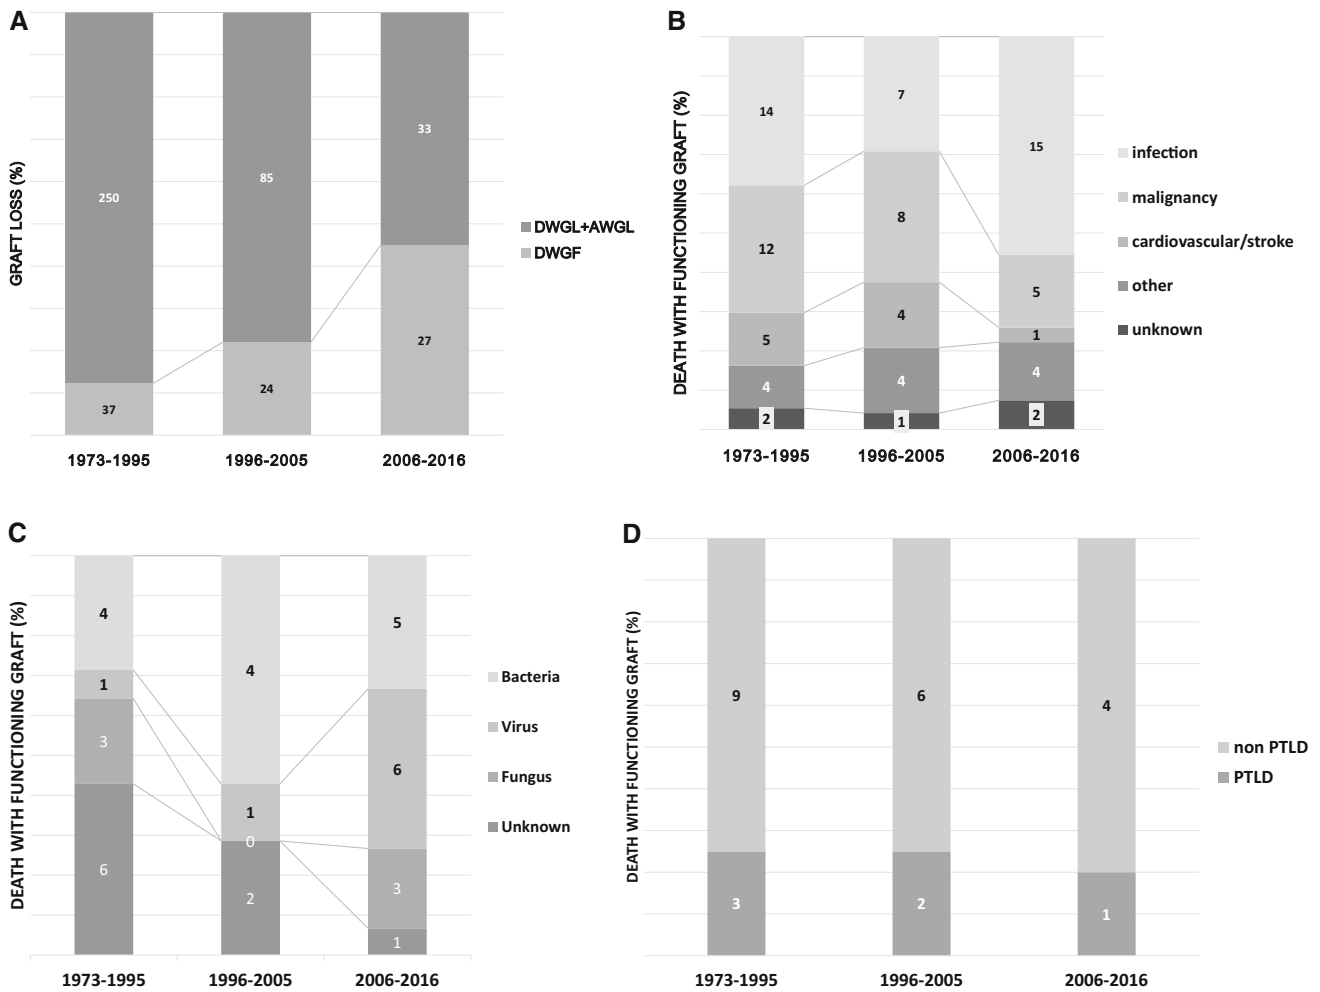 A
GRAFT LOSS (%)
250
85
33
37
24
27
DWGL+AWGL
DWGF
1973-1995
1996-2005
2006-2016
B
DEATH WITH FUNCTIONING GRAFT (%)
14
7
15
12
8
5
5
4
1
4
4
4
2
1
2
infection
malignancy
cardiovascular/stroke
other
unknown
1973-1995
1996-2005
2006-2016
C
DEATH WITH FUNCTIONING GRAFT (%)
4
4
5
1
1
6
3
0
3
6
2
1
Bacteria
Virus
Fungus
Unknown
1973-1995
1996-2005
2006-2016
D
DEATH WITH FUNCTIONING GRAFT (%)
9
6
4
3
2
1
non PTLD
PTLD
1973-1995
1996-2005
2006-2016